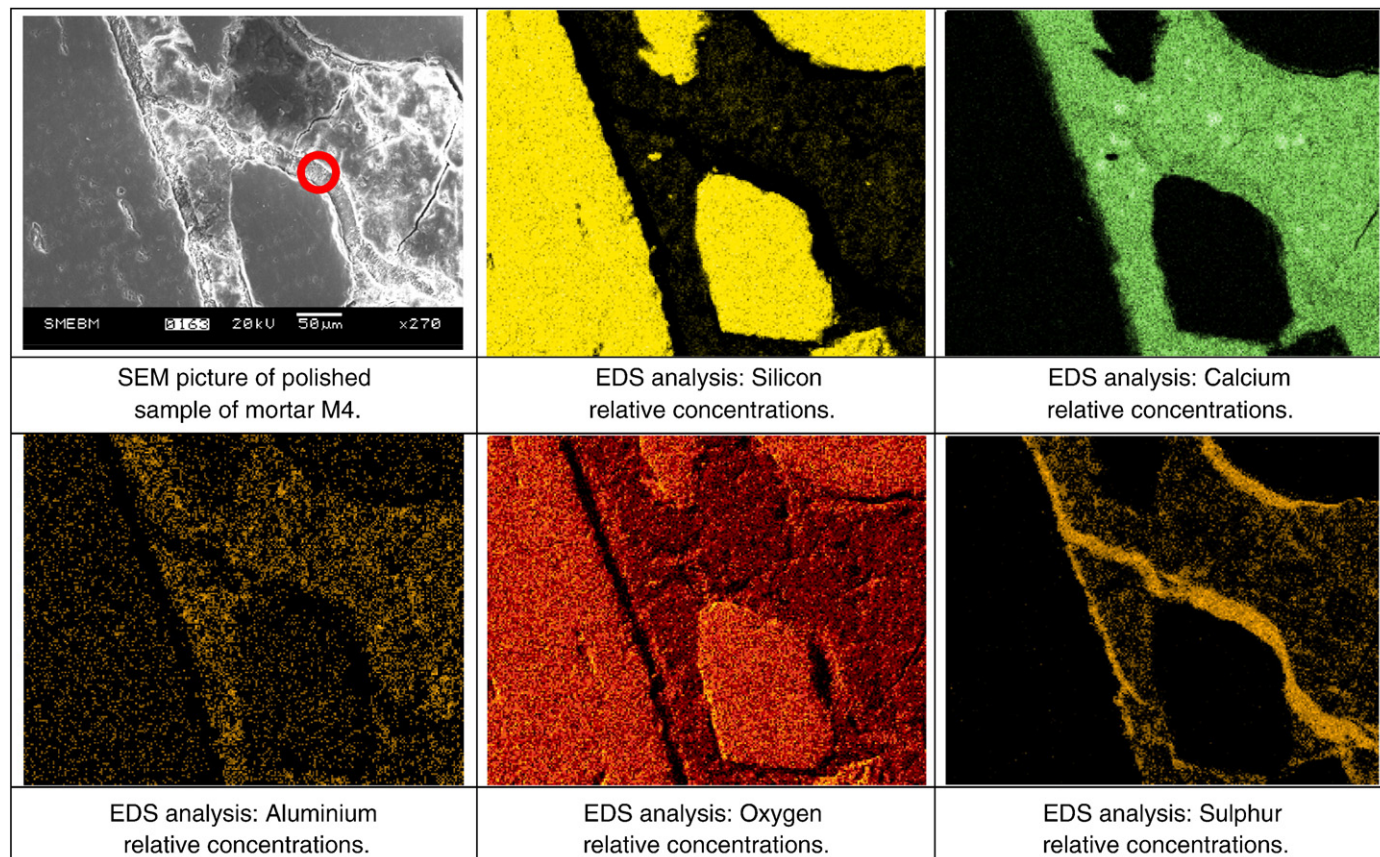 SMEBM 0163 20kV 50µm x270
SEM picture of polished
sample of mortar M4.
EDS analysis: Silicon
relative concentrations.
EDS analysis: Calcium
relative concentrations.
EDS analysis: Aluminium
relative concentrations.
EDS analysis: Oxygen
relative concentrations.
EDS analysis: Sulphur
relative concentrations.